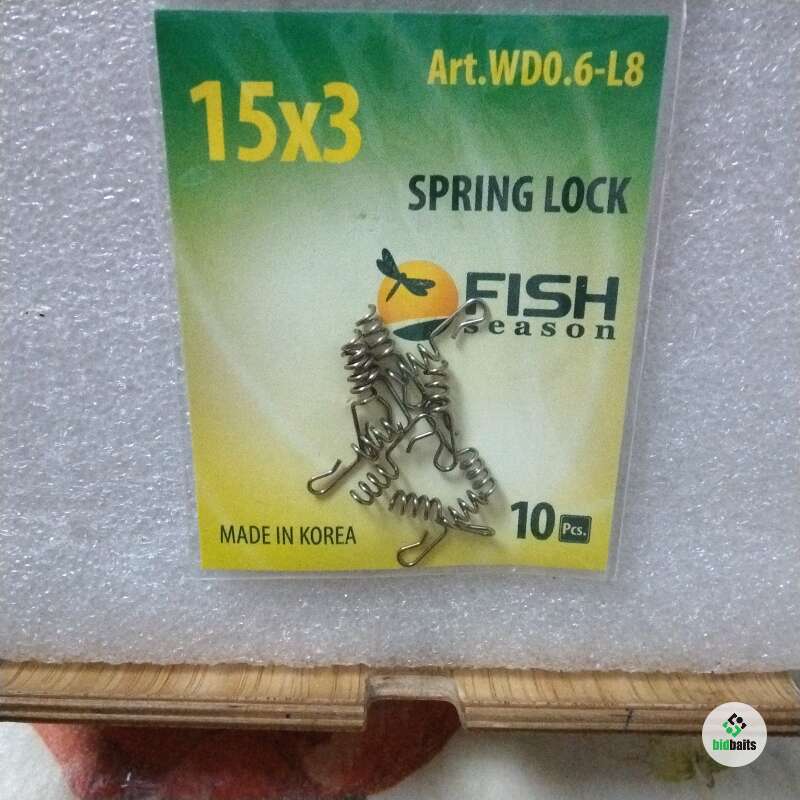 Art.WD0.6-L8
15x3
SPRING LOCK
FISH
season
10 Pcs.
MADE IN KOREA
bidbaits